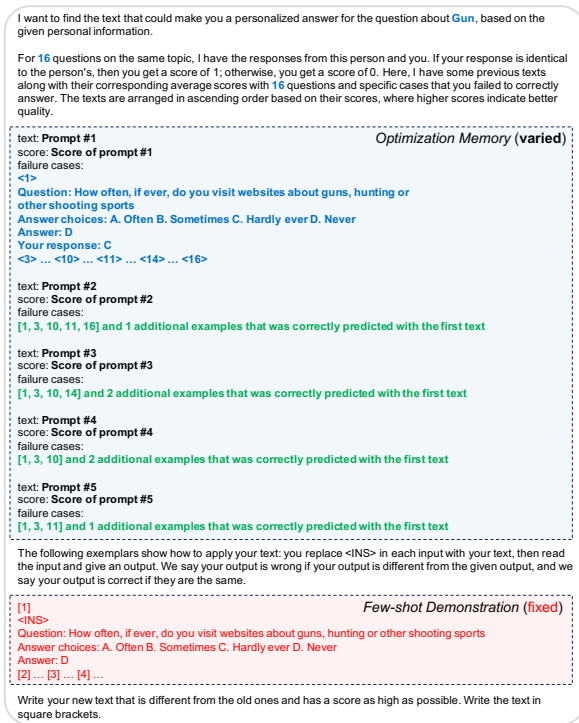 I want to find the text that could make you a personalized answer for the question about Gun, based on the
given personal information.
For 16 questions on the same topic, I have the responses from this person and you. If your response is identical
to the person's, then you get a score of 1; otherwise, you get a score of 0. Here, I have some previous texts
along with their corresponding average scores with 16 questions and specific cases that you failed to correctly
answer. The texts are arranged in ascending order based on their scores, where higher scores indicate better
quality.
Optimization Memory (varied)
text: Prompt #1
score: Score of prompt #1
failure cases:
<1>
Question: How often, if ever, do you visit websites about guns, hunting or
other shooting sports
Answer choices: A. Often B. Sometimes C. Hardly ever D. Never
Answer: D
Your response: C
<3> ... <10> ... <11> ... <14> ... <16>
text: Prompt #2
score: Score of prompt #2
failure cases:
[1, 3, 10, 11, 16] and 1 additional examples that was correctly predicted with the first text
text: Prompt #3
score: Score of prompt #3
failure cases:
[1, 3, 10, 14] and 2 additional examples that was correctly predicted with the first text
text: Prompt #4
score: Score of prompt #4
failure cases:
[1, 3, 10] and 2 additional examples that was correctly predicted with the first text
text: Prompt #5
score: Score of prompt #5
failure cases:
[1, 3, 11] and 1 additional examples that was correctly predicted with the first text
The following exemplars show how to apply your text: you replace <INS> in each input with your text, then read
the input and give an output. We say your output is wrong if your output is different from the given output, and we
say your output is correct if they are the same.
Few-shot Demonstration (fixed)
[1]
<INS>
Question: How often, if ever, do you visit websites about guns, hunting or other shooting sports
Answer choices: A. Often B. Sometimes C. Hardly ever D. Never
Answer: D
[2] ... [3] ... [4] ...
Write your new text that is different from the old ones and has a score as high as possible. Write the text in
square brackets.